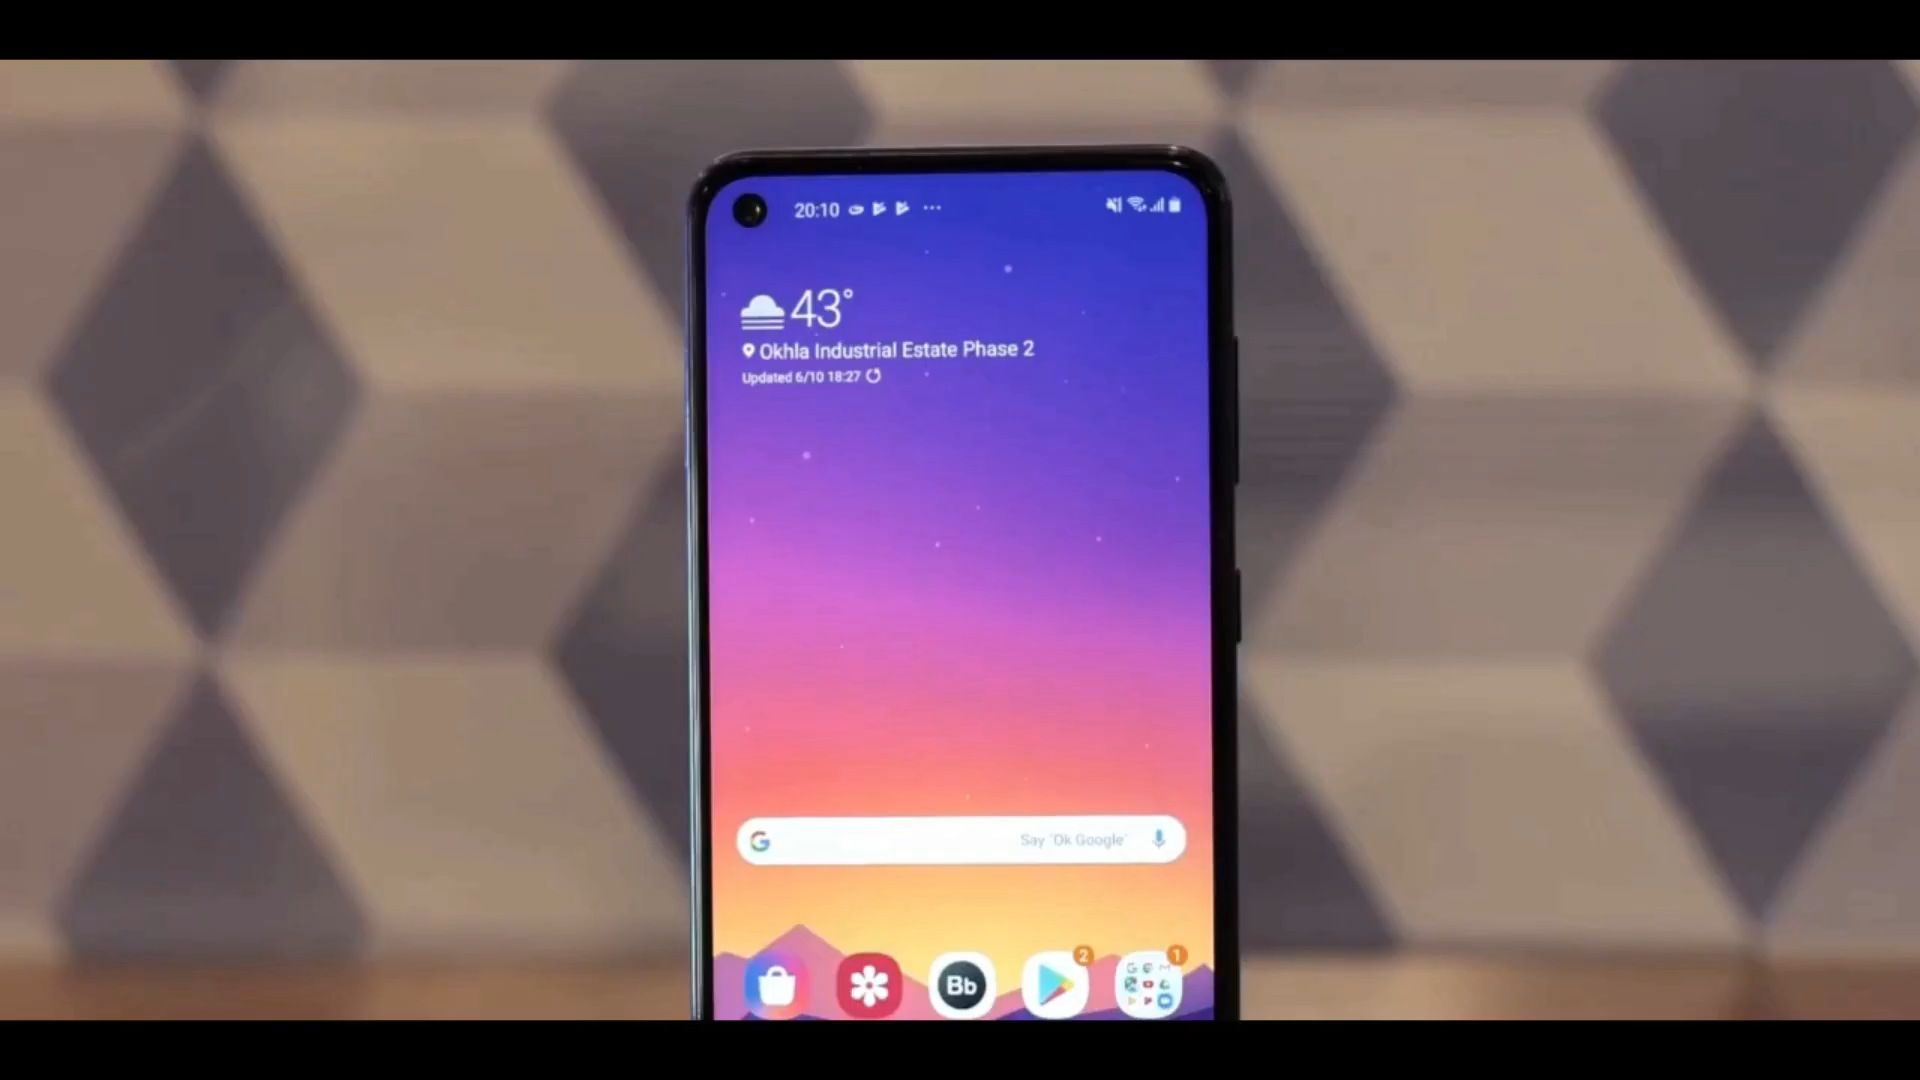 20:10
43°
Okhla Industrial Estate Phase 2
Updated 6/10 18:27
G Say "Ok Google"
2 1
Bb